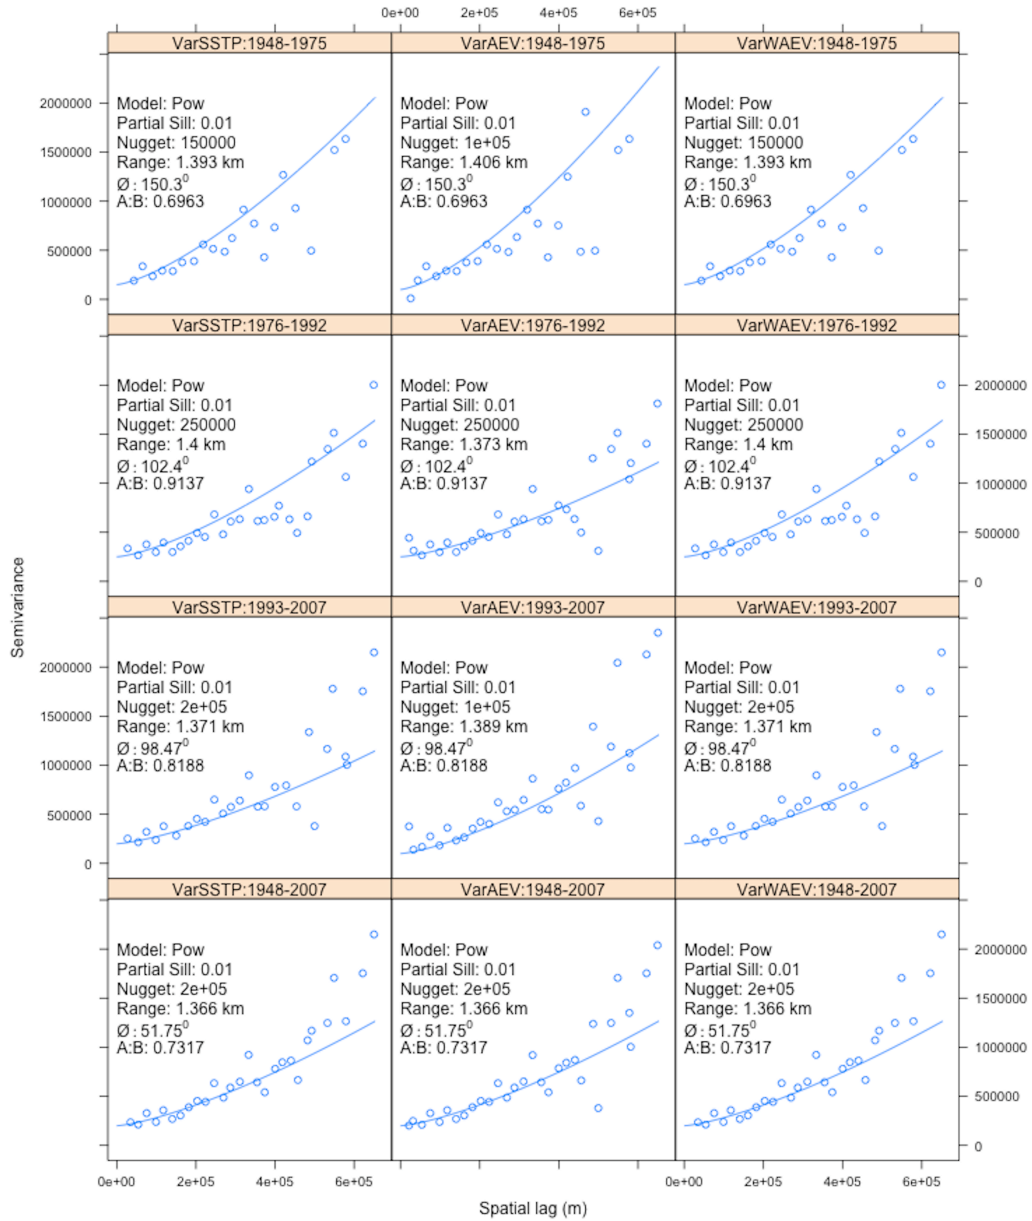 0e+00 2e+05 4e+05 6e+05
VarSSTP:1948-1975 VarAEV:1948-1975 VarWAEV:1948-1975
2000000
1500000
1000000
500000
0
Model: Pow
Partial Sill: 0.01
Nugget: 150000
Range: 1.393 km
Ø : 150.3⁰
A:B: 0.6963
Model: Pow
Partial Sill: 0.01
Nugget: 1e+05
Range: 1.406 km
Ø : 150.3⁰
A:B: 0.6963
Model: Pow
Partial Sill: 0.01
Nugget: 150000
Range: 1.393 km
Ø : 150.3⁰
A:B: 0.6963
VarSSTP:1976-1992 VarAEV:1976-1992 VarWAEV:1976-1992
Model: Pow
Partial Sill: 0.01
Nugget: 250000
Range: 1.4 km
Ø : 102.4⁰
A:B: 0.9137
Model: Pow
Partial Sill: 0.01
Nugget: 250000
Range: 1.373 km
Ø : 102.4⁰
A:B: 0.9137
Model: Pow
Partial Sill: 0.01
Nugget: 250000
Range: 1.4 km
Ø : 102.4⁰
A:B: 0.9137
2000000
1500000
1000000
500000
0
Semivariance
VarSSTP:1993-2007 VarAEV:1993-2007 VarWAEV:1993-2007
2000000
1500000
1000000
500000
0
Model: Pow
Partial Sill: 0.01
Nugget: 2e+05
Range: 1.371 km
Ø : 98.47⁰
A:B: 0.8188
Model: Pow
Partial Sill: 0.01
Nugget: 1e+05
Range: 1.389 km
Ø : 98.47⁰
A:B: 0.8188
Model: Pow
Partial Sill: 0.01
Nugget: 2e+05
Range: 1.371 km
Ø : 98.47⁰
A:B: 0.8188
VarSSTP:1948-2007 VarAEV:1948-2007 VarWAEV:1948-2007
Model: Pow
Partial Sill: 0.01
Nugget: 2e+05
Range: 1.366 km
Ø : 51.75⁰
A:B: 0.7317
Model: Pow
Partial Sill: 0.01
Nugget: 2e+05
Range: 1.366 km
Ø : 51.75⁰
A:B: 0.7317
Model: Pow
Partial Sill: 0.01
Nugget: 2e+05
Range: 1.366 km
Ø : 51.75⁰
A:B: 0.7317
2000000
1500000
1000000
500000
0
0e+00 2e+05 4e+05 6e+05 0e+00 2e+05 4e+05 6e+05
Spatial lag (m)